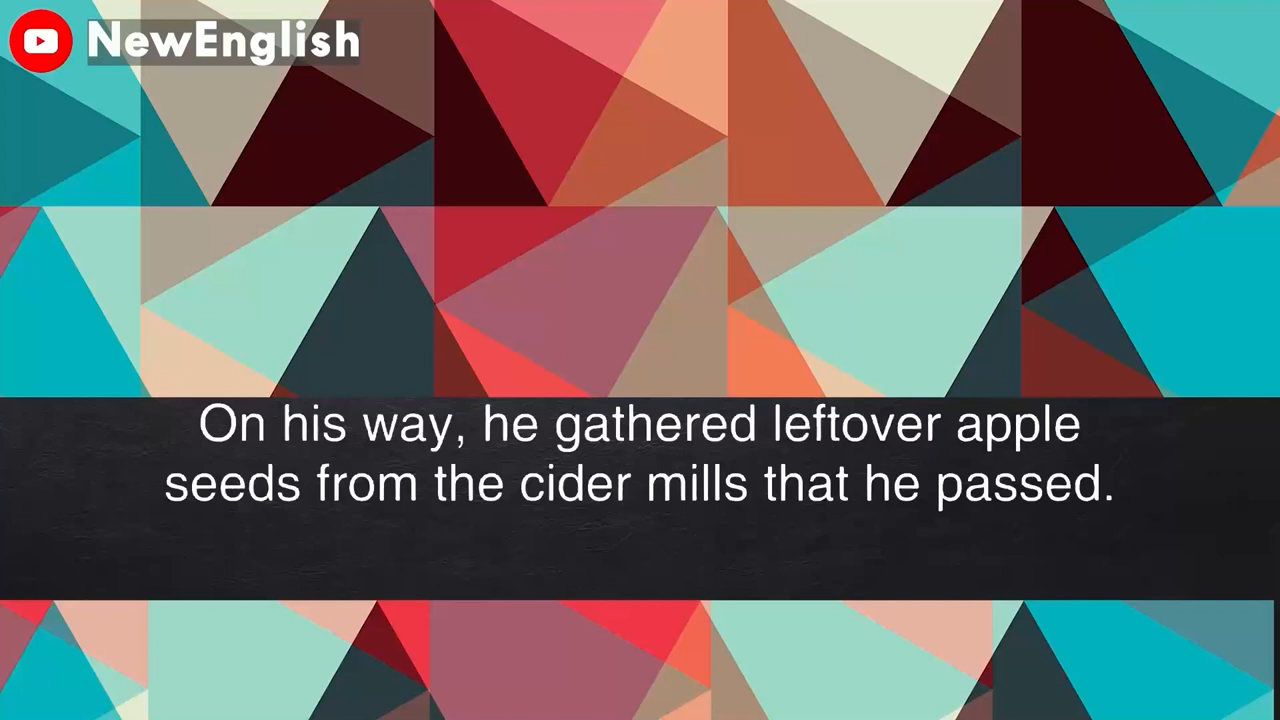 NewEnglish
On his way, he gathered leftover apple
seeds from the cider mills that he passed.